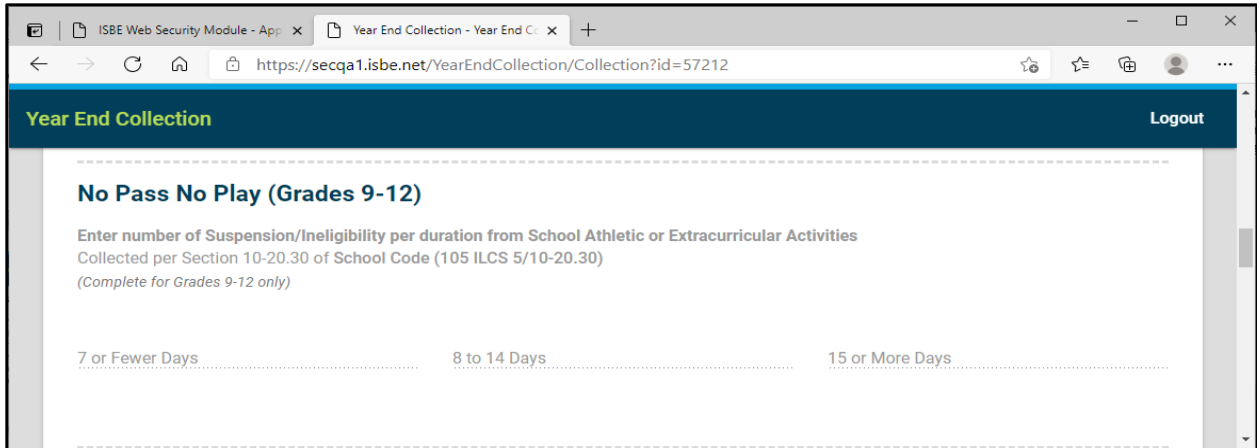 ISBE Web Security Module - App
Year End Collection - Year End Co
https://secqa1.isbe.net/YearEndCollection/Collection?id=57212
Year End Collection
Logout
No Pass No Play (Grades 9-12)
Enter number of Suspension/Ineligibility per duration from School Athletic or Extracurricular Activities
Collected per Section 10-20.30 of School Code (105 ILCS 5/10-20.30)
(Complete for Grades 9-12 only)
7 or Fewer Days
8 to 14 Days
15 or More Days